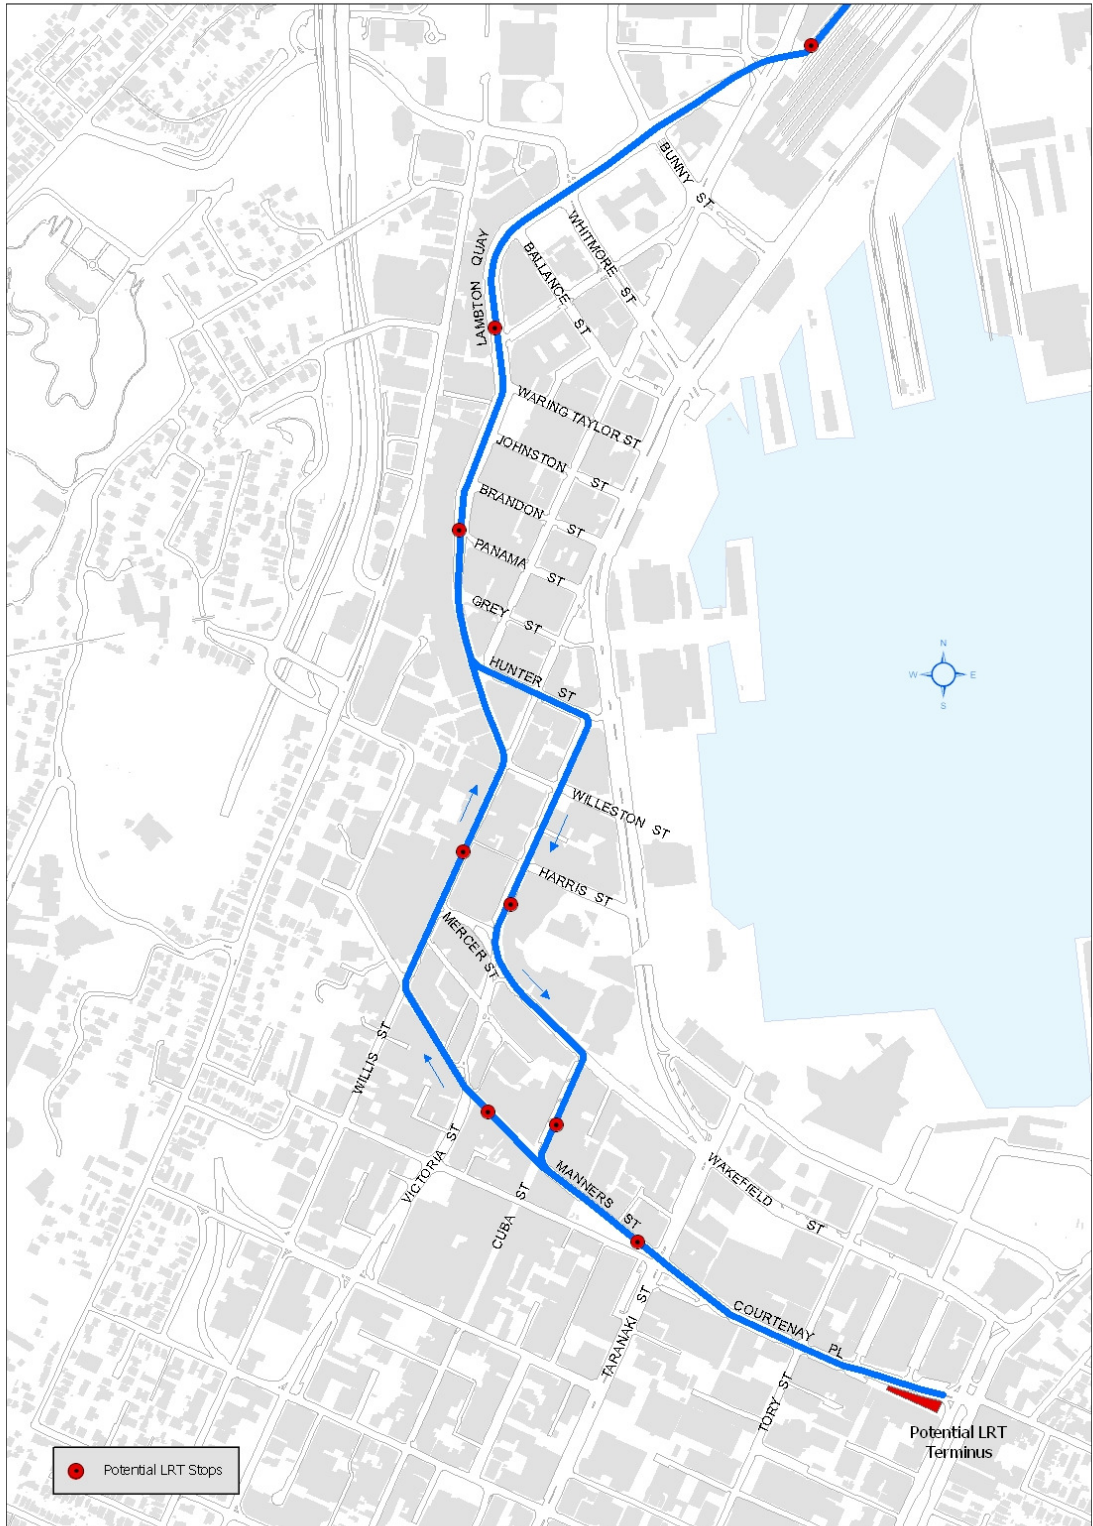 BUNNY ST
WHITMORE ST
BALLANCE ST
LAMBTON QUAY
WARING TAYLOR ST
JOHNSTON ST
BRANDON ST
PANAMA ST
GREY ST
HUNTER ST
N
W E
S
WILLESTON ST
HARRIS ST
MERCER ST
WILLIS ST
VICTORIA ST
CUBA ST
MANNERS ST
WAKEFIELD ST
TARANAKI ST
COURTENAY PL
TORY ST
Potential LRT
Terminus
Potential LRT Stops